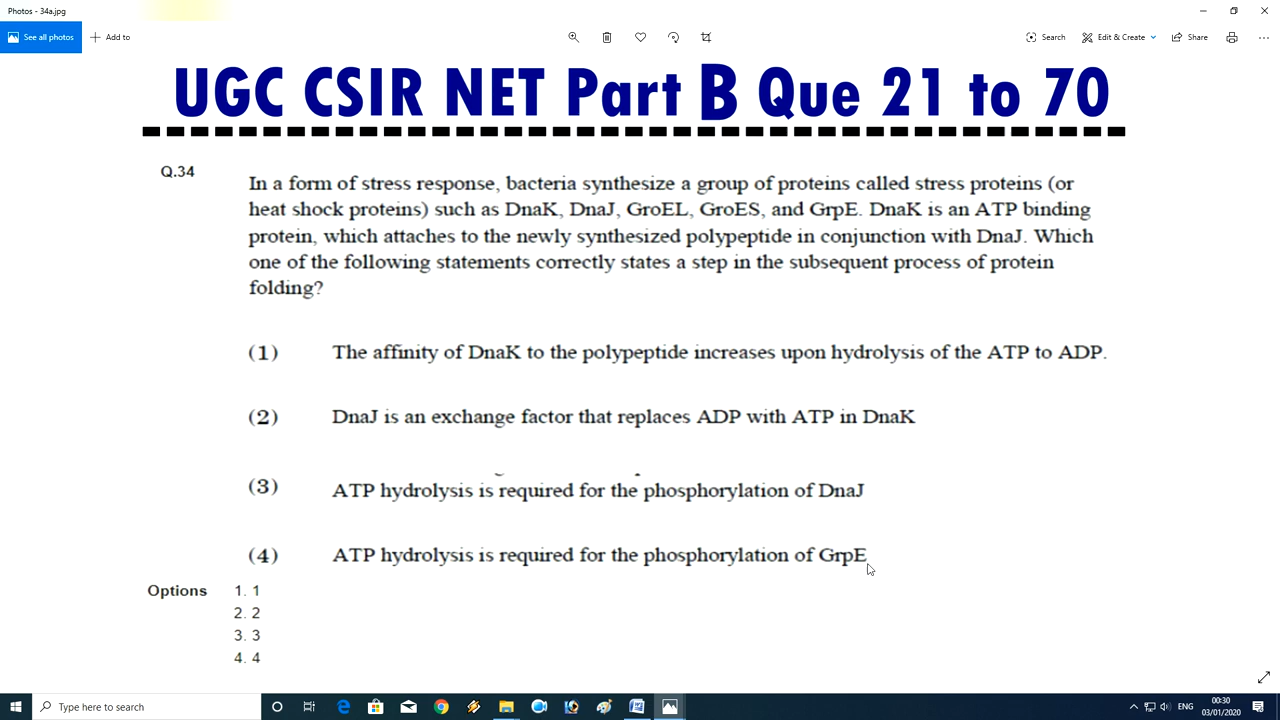 Photos - 34a.jpg
See all photos
Add to
Search
Edit & Create
Share
UGC CSIR NET Part B Que 21 to 70
Q.34
In a form of stress response, bacteria synthesize a group of proteins called stress proteins (or
heat shock proteins) such as DnaK, DnaJ, GroEL, GroES, and GrpE. DnaK is an ATP binding
protein, which attaches to the newly synthesized polypeptide in conjunction with DnaJ. Which
one of the following statements correctly states a step in the subsequent process of protein
folding?
(1) The affinity of DnaK to the polypeptide increases upon hydrolysis of the ATP to ADP.
(2) DnaJ is an exchange factor that replaces ADP with ATP in DnaK
(3) ATP hydrolysis is required for the phosphorylation of DnaJ
(4) ATP hydrolysis is required for the phosphorylation of GrpE
Options 1. 1
2. 2
3. 3
4. 4
Type here to search
ENG
00:30
03/01/2020